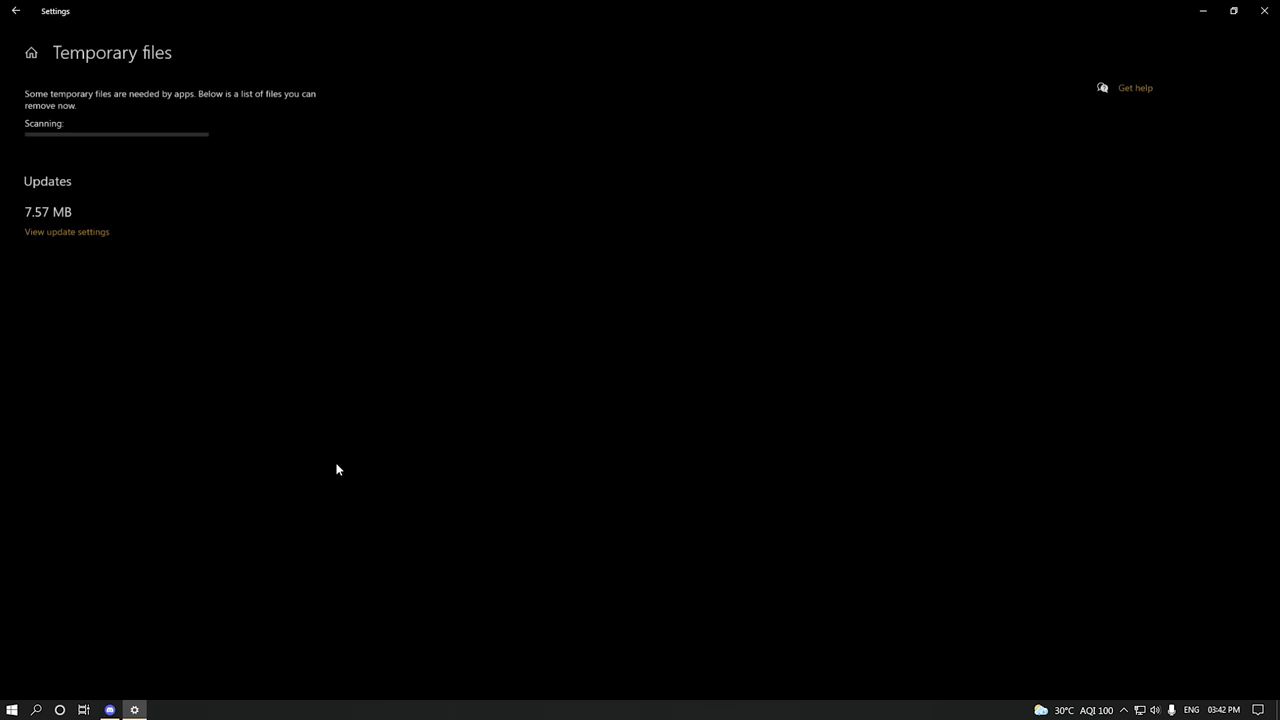 Settings
Temporary files
Some temporary files are needed by apps. Below is a list of files you can
remove now.
Get help
Scanning:
Updates
7.57 MB
View update settings
30°C AQI 100 ENG 03:42 PM